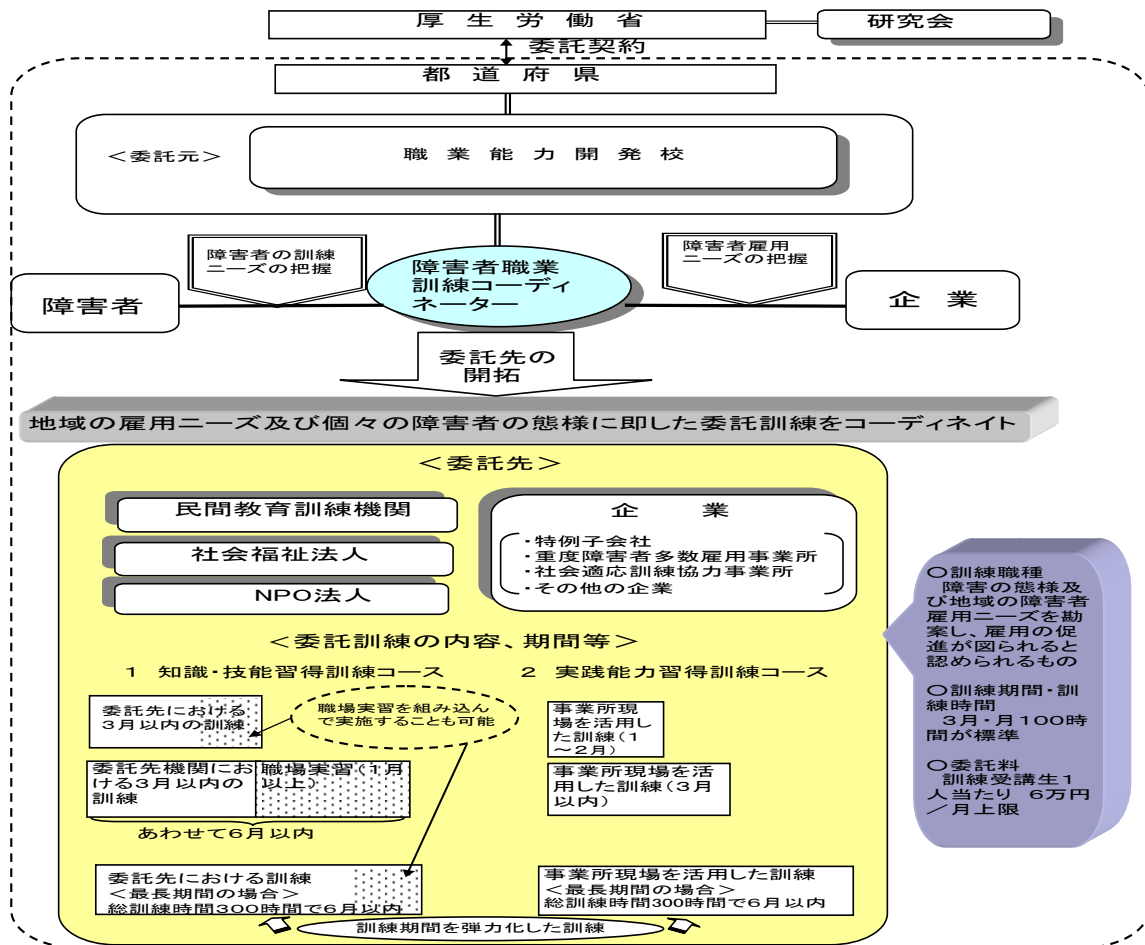 厚生労働省
研究会
委託契約
都道府県
＜委託元＞
職業能力開発校
障害者の訓練
ニーズの把握
障害者雇用
ニーズの把握
障害者
障害者職業
訓練コーディ
ネーター
企業
委託先の
開拓
地域の雇用ニーズ及び個々の障害者の態様に即した委託訓練をコーディネイト
＜委託先＞
民間教育訓練機関
社会福祉法人
NPO法人
企業
・特例子会社
・重度障害者多数雇用事業所
・社会適応訓練協力事業所
・その他の企業
＜委託訓練の内容、期間等＞
１ 知識・技能習得訓練コース
２ 実践能力習得訓練コース
委託先における
３月以内の訓練
職場実習を組み込ん
で実施することも可能
事業所現
場を活用し
た訓練（１
～２月）
委託先機関にお
ける３月以内の
訓練
職場実習（１月
以上）
事業所現場を活
用した訓練（３月
以内）
あわせて６月以内
委託先における訓練
＜最長期間の場合＞
総訓練時間300時間で６月以内
事業所現場を活用した訓練
＜最長期間の場合＞
総訓練時間300時間で６月以内
訓練期間を弾力化した訓練
○訓練職種
障害の態様及
び地域の障害者
雇用ニーズを勘
案し、雇用の促
進が図られると
認められるもの
○訓練期間・訓
練時間
３月・月１００時
間が標準
○委託料
訓練受講生１
人当たり ６万円
／月上限